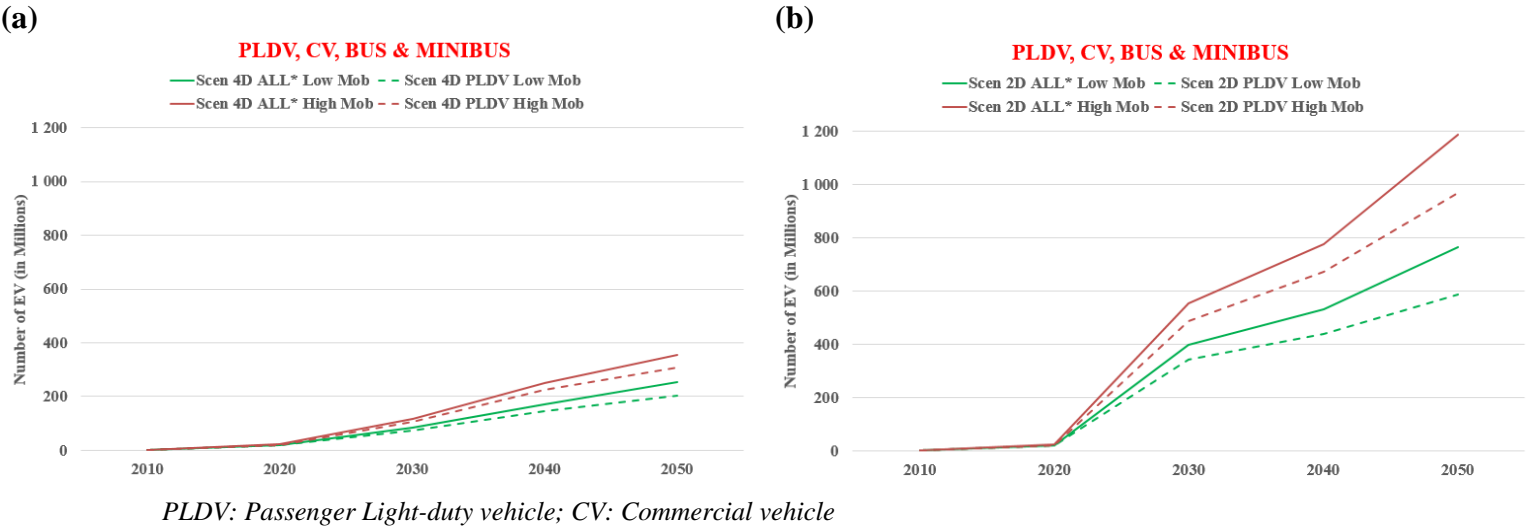 (a)
PLDV, CV, BUS & MINIBUS
Scen 4D ALL* Low Mob
Scen 4D PLDV Low Mob
Scen 4D ALL* High Mob
Scen 4D PLDV High Mob
Number of EV (in Millions)
1 200
1 000
800
600
400
200
0
2010
2020
2030
2040
2050
(b)
PLDV, CV, BUS & MINIBUS
Scen 2D ALL* Low Mob
Scen 2D PLDV Low Mob
Scen 2D ALL* High Mob
Scen 2D PLDV High Mob
Number of EV (in Millions)
1 200
1 000
800
600
400
200
0
2010
2020
2030
2040
2050
PLDV: Passenger Light-duty vehicle; CV: Commercial vehicle